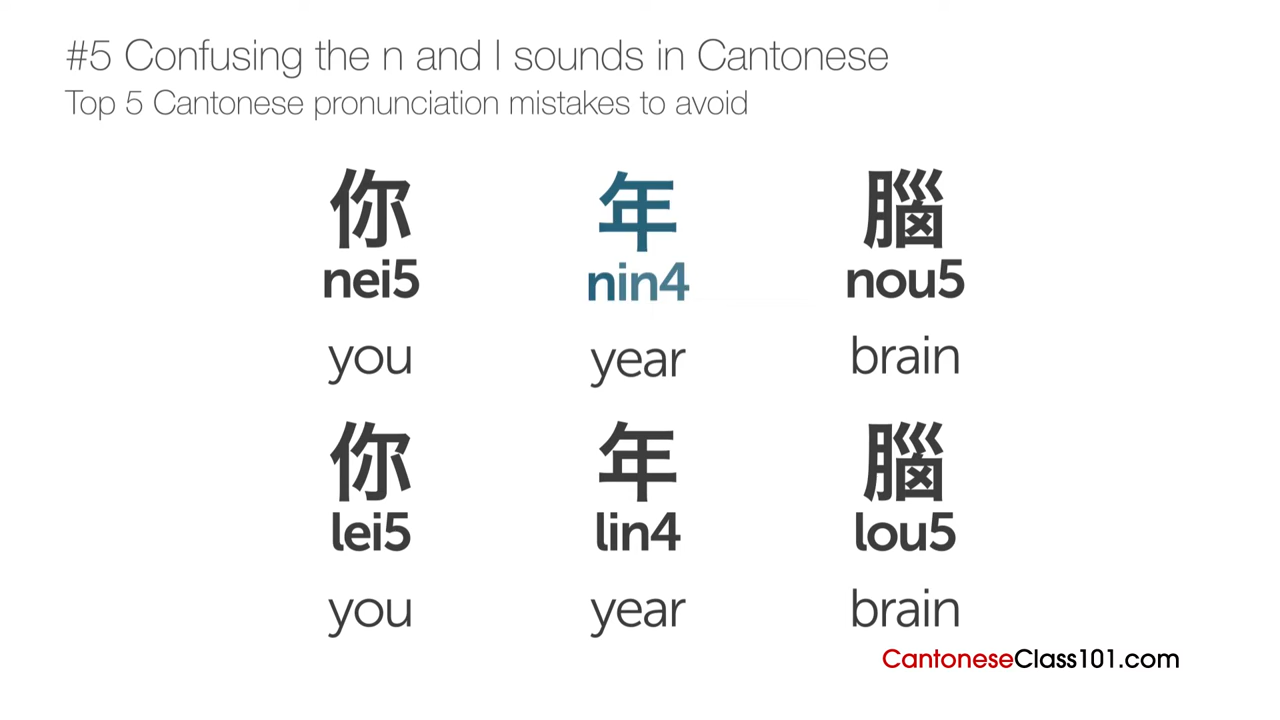 #5 Confusing the n and l sounds in Cantonese
Top 5 Cantonese pronunciation mistakes to avoid
你 年 腦
nei5 nin4 nou5
you year brain
你 年 腦
lei5 lin4 lou5
you year brain
CantoneseClass101.com